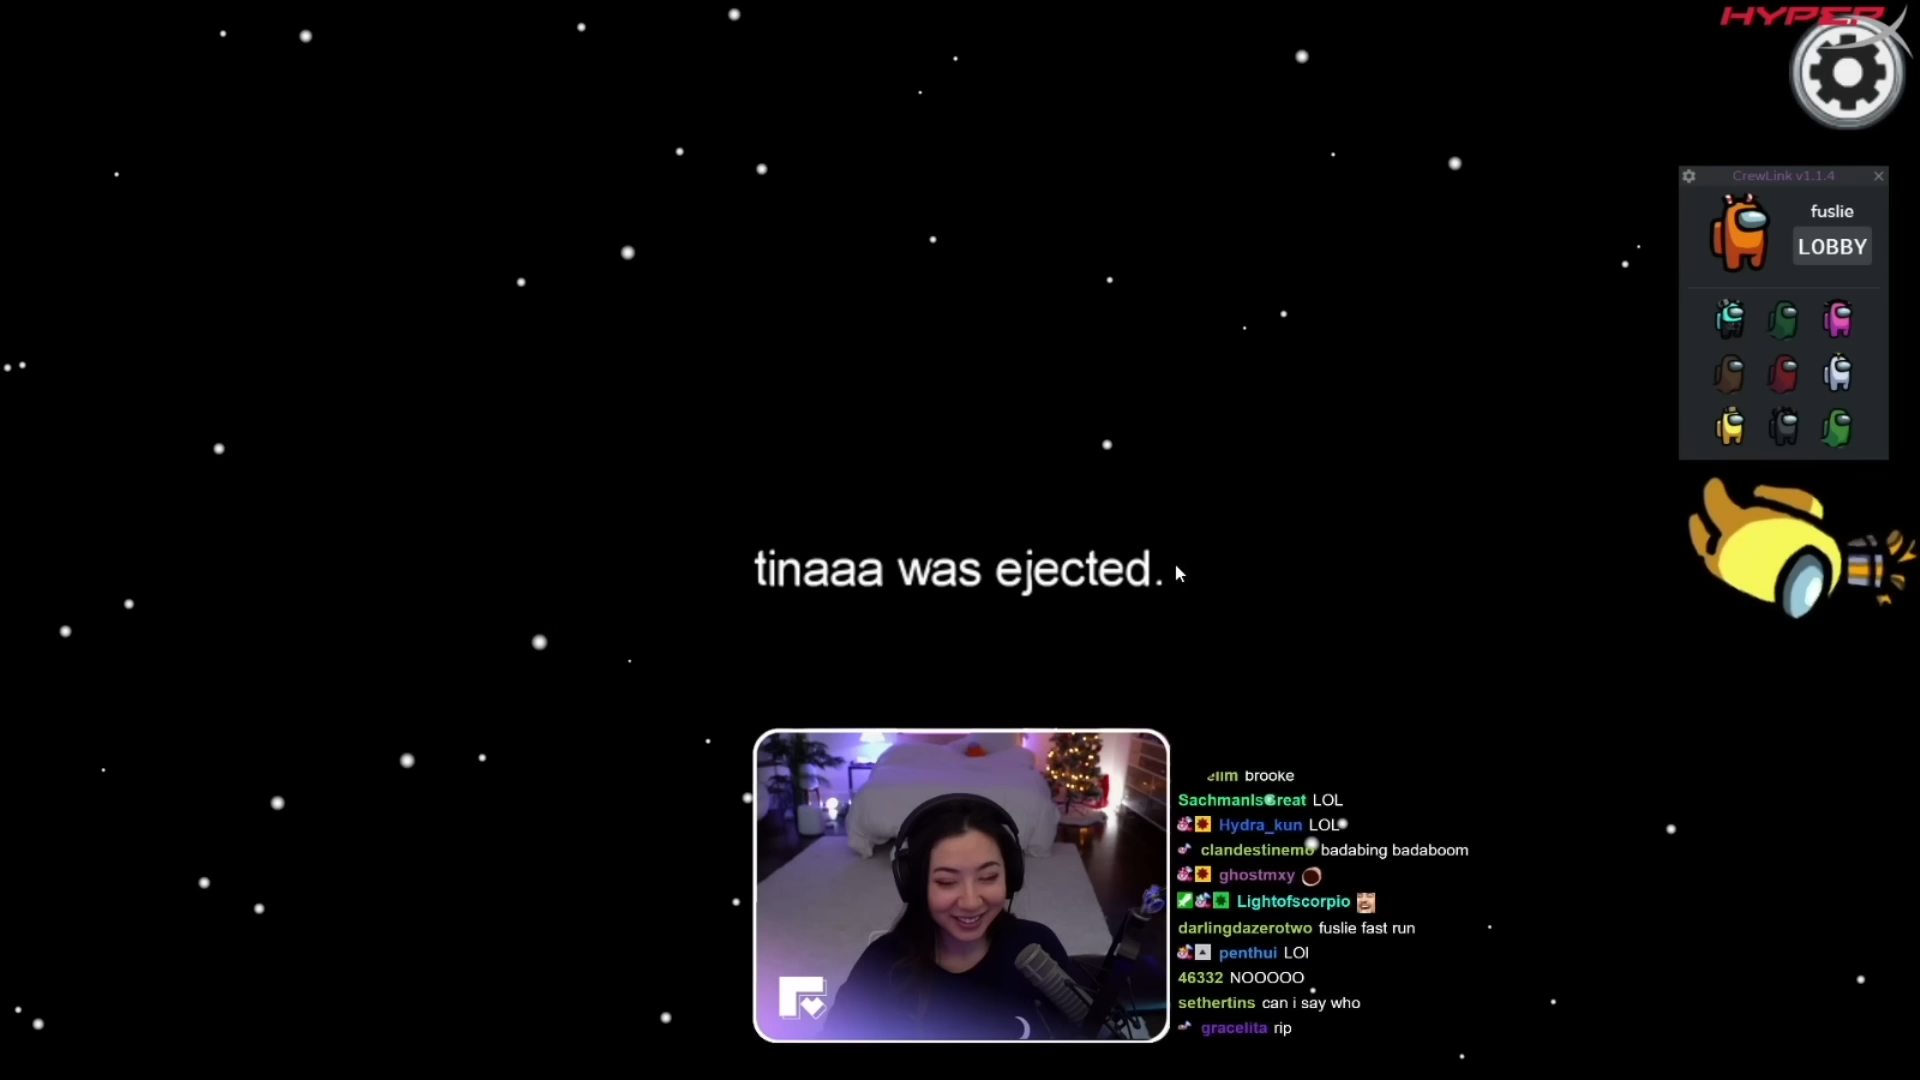 HYPER
CrewLink v1.1.4
fuslie
LOBBY
tinaaa was ejected.
brooke
SachmanIsGreat LOL
Hydra_kun LOL
clandestinemo badabing badaboom
ghostmxy
Lightofscorpio
darlingdazerotwo fuslie fast run
penthui LOl
46332 NOOOOO
sethertins can i say who
gracelita rip